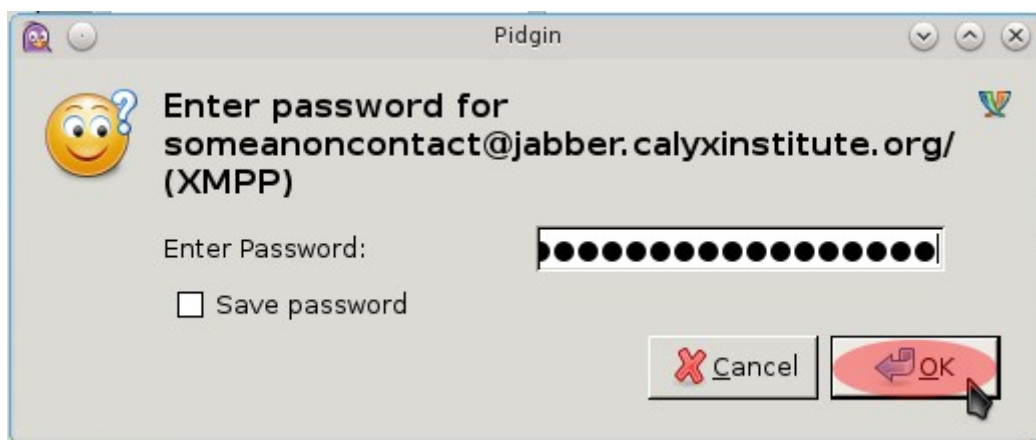 Pidgin
Enter password for
someanoncontact@jabber.calyxinstitute.org/
(XMPP)
Enter Password:
Save password
Cancel
OK